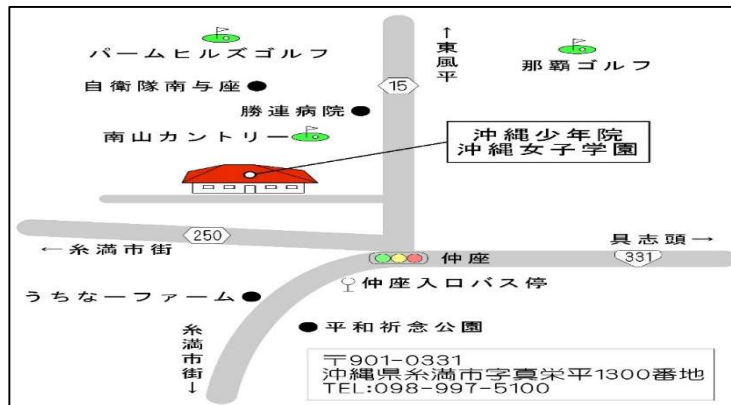 パームヒルズゴルフ
↑東風平
那覇ゴルフ
自衛隊南与座
15
勝連病院
南山カントリー
沖縄少年院
沖縄女子学園
250
←糸満市街
具志頭→
仲座
331
仲座入口バス停
うちなーファーム
糸満市街↓
平和祈念公園
〒901-0331
沖縄県糸満市字真栄平1300番地
TEL:098-997-5100